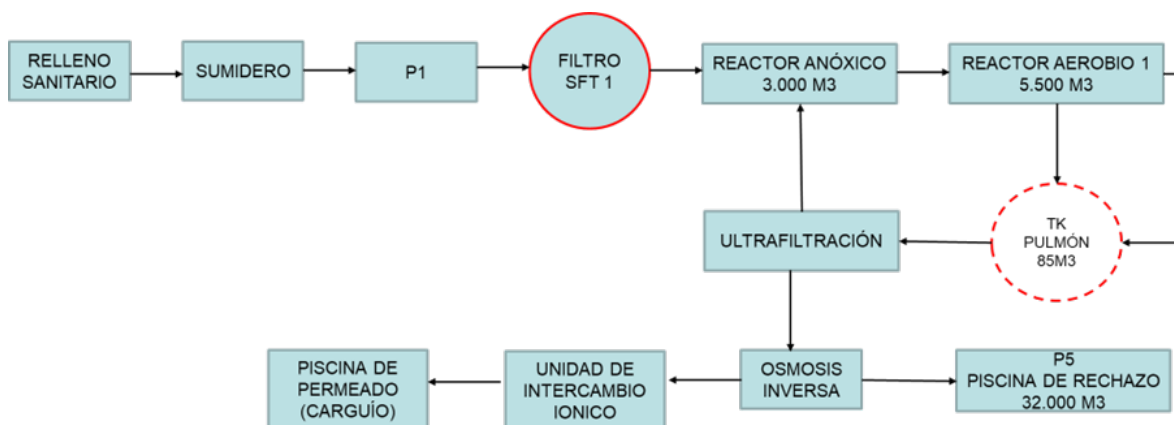 RELLENO
SANITARIO
SUMIDERO
P1
FILTRO
SFT 1
REACTOR ANÓXICO
3.000 M3
REACTOR AEROBIO 1
5.500 M3
ULTRAFILTRACIÓN
TK
PULMÓN
85M3
PISCINA DE
PERMEADO
(CARGUÍO)
UNIDAD DE
INTERCAMBIO
IONICO
OSMOSIS
INVERSA
P5
PISCINA DE RECHAZO
32.000 M3